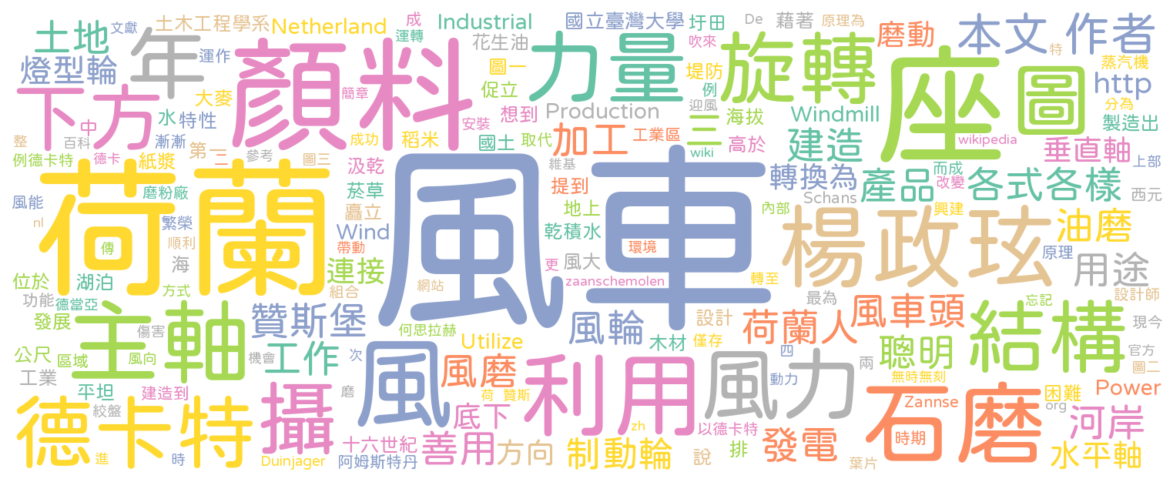 土木工程學系 Netherland 成 運轉 Industrial 國立臺灣大學 圩田 De 藉著 原理為
文獻 運作 花生油 吹來 特 蒸汽機
土地 年 顏料 力量 旋轉 磨動 本文 作者
燈型輪 圖一 堤防 例 座 圖 http 分為
下方 大麥 簡章 促立 想到 Production 迎風 海拔 Windmill 製造出
中 水 特性 安裝 加工 工業區 三 高於 建造 垂直軸 上部
整 百科 漸漸 成功 稻米 國土 取代 wiki wikipedia
例德卡特 德卡 紙漿 第一 二 參考 圖三 汲乾 維基 轉換為 產品 各式各樣 而成 改變
風能 磨粉廠 菸草 提到 內部 Schans 興建 西元
荷蘭 風車 楊政玹 油磨
nl 繁榮 傳 矗立 Wind 地上 乾積水 環境 原理 用途
順利 海 帶動 更 風大 轉至
位於 湖泊 連接 網站 zaanschemolen
功能 德當亞 方式 組合 最為 設計師
發展 傷害 主軸 贊斯堡 何思拉赫 風輪 設計 荷蘭人 風車頭 結構 忘記 現今
公尺 區域 風向 機會 次 Utilize 木材 僅存 四 聰明 官方
工業 平坦 建造到 工作 風 風磨 利用 風力 兩 動力 無時無刻 圖二
絞盤 磨 荷 贊斯 困難 Power
德卡特 攝 底下 以德卡特 Zannse org 河岸
十六世紀 善用 方向 制動輪 zh 說 排 發電 時期 石磨
進 時 Duinjager 阿姆斯特丹 葉片 水平軸